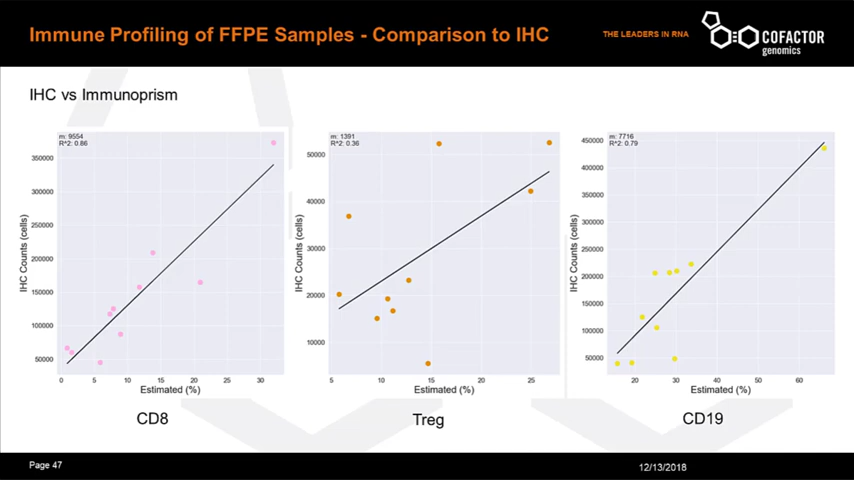 Immune Profiling of FFPE Samples - Comparison to IHC
THE LEADERS IN RNA
COFACTOR
genomics
IHC vs Immunoprism
m: 9554
R^2: 0.86
350000
300000
250000
200000
150000
100000
50000
IHC Counts (cells)
0 5 10 15 20 25 30
Estimated (%)
CD8
m: 1391
R^2: 0.36
50000
40000
30000
20000
10000
IHC Counts (cells)
5 10 15 20 25
Estimated (%)
Treg
m: 7716
R^2: 0.79
450000
400000
350000
300000
250000
200000
150000
100000
50000
IHC Counts (cells)
20 30 40 50 60
Estimated (%)
CD19
Page 47
12/13/2018